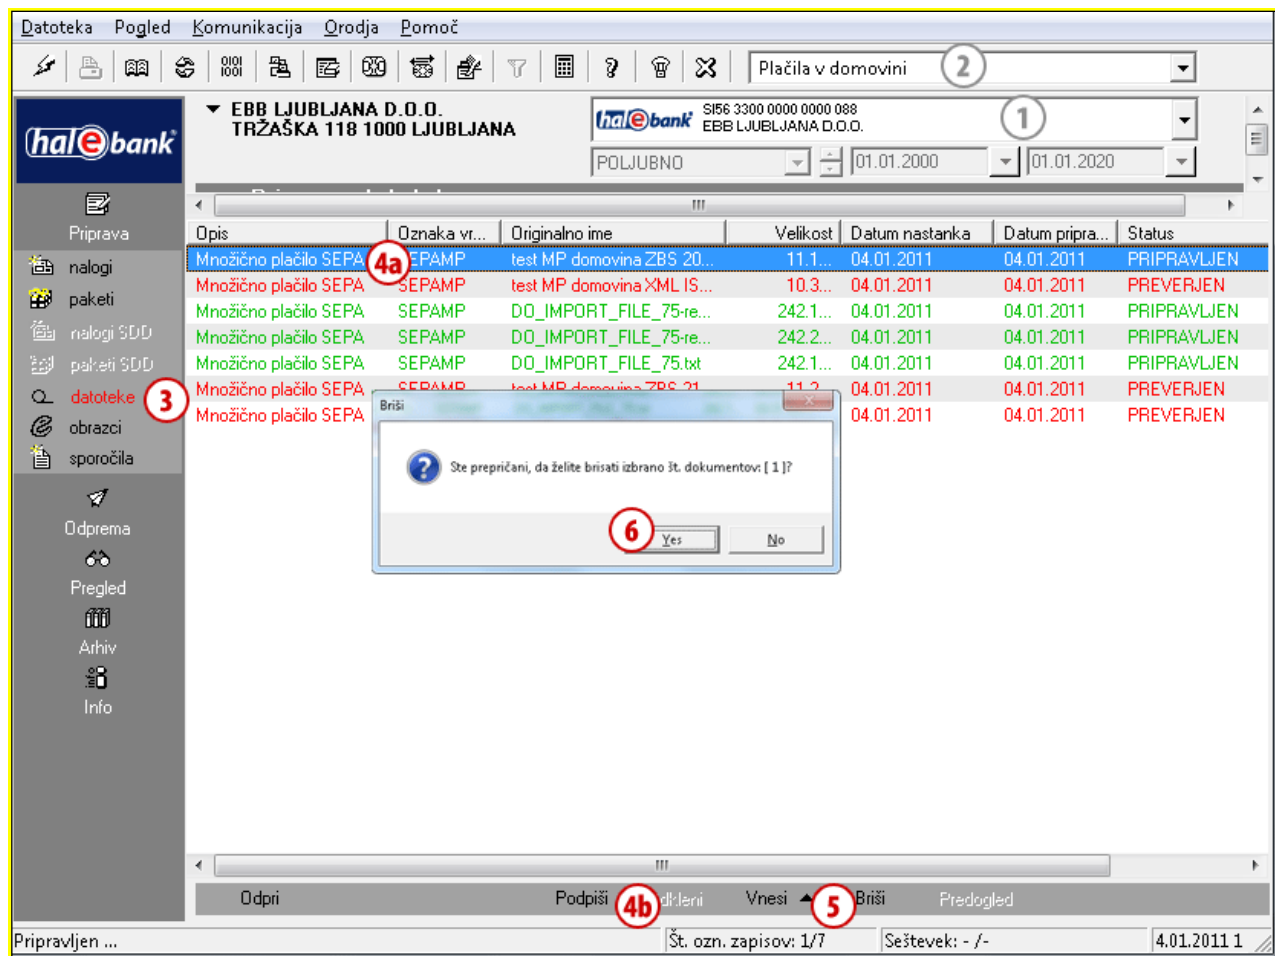 Datoteka Pogled Komunikacija Orodja Pomoč
Plačila v domovini 2
EBB LJUBLJANA D.O.O.
TRŽAŠKA 118 1000 LJUBLJANA
hal e bank SI56 3300 0000 0000 088
EBB LJUBLJANA D.O.O. 1
POLJUBNO 01.01.2000 01.01.2020
hal e bank
Priprava
nalogi
paketi
nalogi SDD
paketi SDD
datoteke 3
obrazci
sporočila
Odprema
Pregled
Arhiv
Info
Opis Oznaka vr... Originalno ime Velikost Datum nastanka Datum pripra... Status
Množično plačilo SEPA 4a EPAMP test MP domovina ZBS 20... 11.1... 04.01.2011 04.01.2011 PRIPRAVLJEN
Množično plačilo SEPA SEPAMP test MP domovina XML IS... 10.3... 04.01.2011 04.01.2011 PREVERJEN
Množično plačilo SEPA SEPAMP DO_IMPORT_FILE_75-re... 242.1... 04.01.2011 04.01.2011 PRIPRAVLJEN
Množično plačilo SEPA SEPAMP DO_IMPORT_FILE_75-re... 242.2... 04.01.2011 04.01.2011 PRIPRAVLJEN
Množično plačilo SEPA SEPAMP DO_IMPORT_FILE_75.txt 242.1... 04.01.2011 04.01.2011 PRIPRAVLJEN
Množično plačilo SEPA SEPAMP test MP domovina ZBS 21... 11.2... 04.01.2011 04.01.2011 PREVERJEN
Množično plačilo SEPA 04.01.2011 04.01.2011 PREVERJEN
Briši
Ste prepričani, da želite brisati izbrano št. dokumentov: [ 1 ]?
6 Yes No
Odpri Podpiši 4b Vnesi 5 Briši Predogled
Pripravljen ... Št. ozn. zapisov: 1/7 Seštevek: - /- 4.01.2011 1